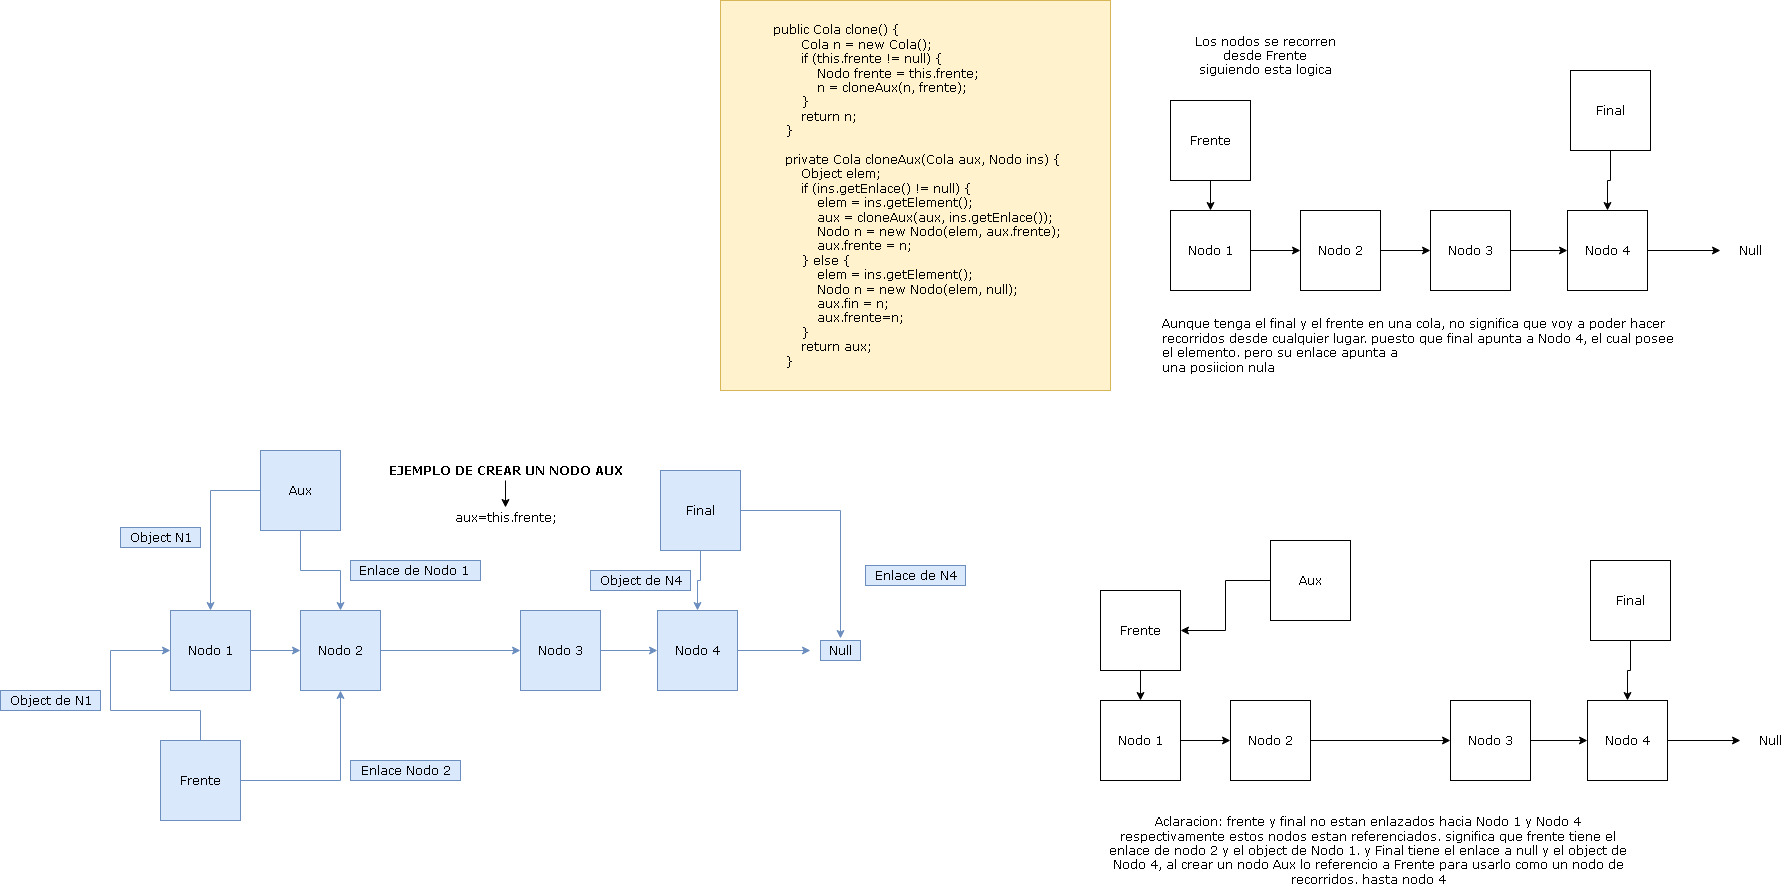 public Cola clone() {
Cola n = new Cola();
if (this.frente != null) {
Nodo frente = this.frente;
n = cloneAux(n, frente);
}
return n;
}
private Cola cloneAux(Cola aux, Nodo ins) {
Object elem;
if (ins.getEnlace() != null) {
elem = ins.getElement();
aux = cloneAux(aux, ins.getEnlace());
Nodo n = new Nodo(elem, aux.frente);
aux.frente = n;
} else {
elem = ins.getElement();
Nodo n = new Nodo(elem, null);
aux.fin = n;
aux.frente=n;
}
return aux;
}
Los nodos se recorren
desde Frente
siguiendo esta logica
Final
Frente
Nodo 1
Nodo 2
Nodo 3
Nodo 4
Null
Aunque tenga el final y el frente en una cola, no significa que voy a poder hacer
recorridos desde cualquier lugar. puesto que final apunta a Nodo 4, el cual posee
el elemento. pero su enlace apunta a
una posiicion nula
EJEMPLO DE CREAR UN NODO AUX
aux=this.frente;
Aux
Final
Object N1
Enlace de Nodo 1
Object de N4
Enlace de N4
Nodo 1
Nodo 2
Nodo 3
Nodo 4
Null
Object de N1
Frente
Enlace Nodo 2
Aux
Final
Frente
Nodo 1
Nodo 2
Nodo 3
Nodo 4
Null
Aclaracion: frente y final no estan enlazados hacia Nodo 1 y Nodo 4
respectivamente estos nodos estan referenciados. significa que frente tiene el
enlace de nodo 2 y el object de Nodo 1. y Final tiene el enlace a null y el object de
Nodo 4, al crear un nodo Aux lo referencio a Frente para usarlo como un nodo de
recorridos. hasta nodo 4